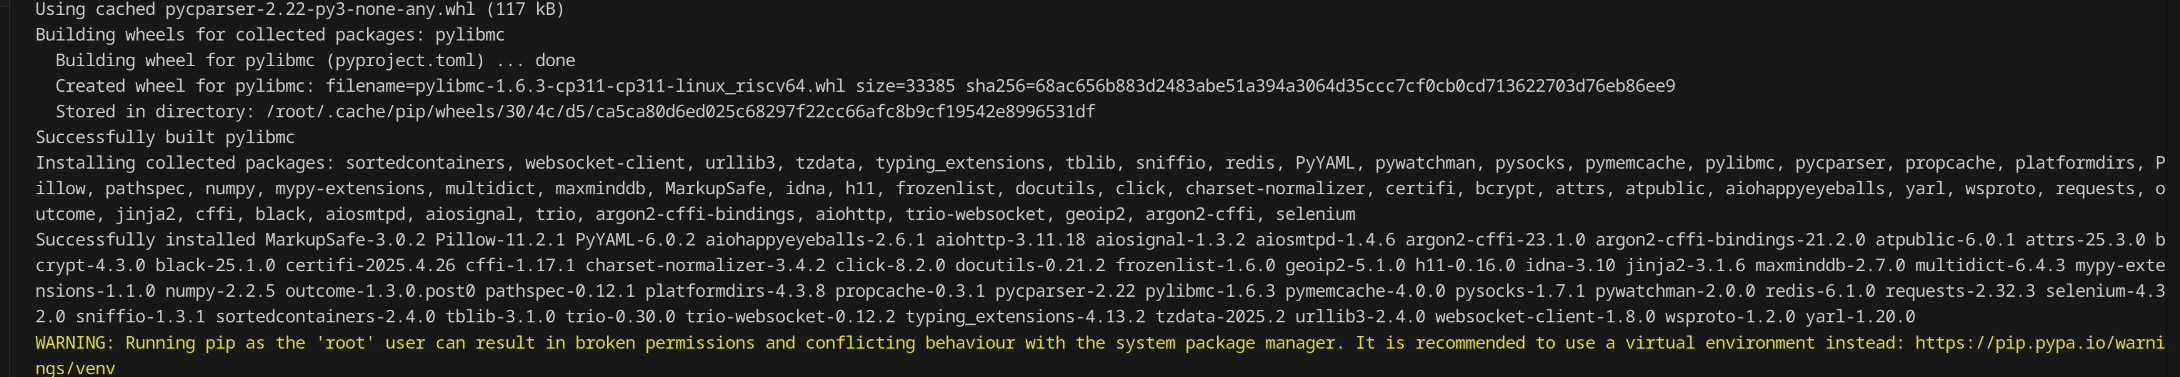 Using cached pycparser-2.22-py3-none-any.whl (117 kB)
Building wheels for collected packages: pylibmc
  Building wheel for pylibmc (pyproject.toml) ... done
  Created wheel for pylibmc: filename=pylibmc-1.6.3-cp311-cp311-linux_riscv64.whl size=33385 sha256=68ac656b883d2483abe51a394a3064d35ccc7cf0cb0cd713622703d76eb86ee9
  Stored in directory: /root/.cache/pip/wheels/30/4c/d5/ca5ca80d6ed025c68297f22cc66afc8b9cf19542e8996531df
Successfully built pylibmc
Installing collected packages: sortedcontainers, websocket-client, urllib3, tzdata, typing_extensions, tblib, sniffio, redis, PyYAML, pywatchman, pysocks, pymemcache, pylibmc, pycparser, propcache, platformdirs, P
illow, pathspec, numpy, mypy-extensions, multidict, maxminddb, MarkupSafe, idna, h11, frozenlist, docutils, click, charset-normalizer, certifi, bcrypt, attrs, atpublic, aiohappyeyeballs, yarl, wsproto, requests, o
utcome, jinja2, cffi, black, aiosmtpd, aiosignal, trio, argon2-cffi-bindings, aiohttp, trio-websocket, geoip2, argon2-cffi, selenium
Successfully installed MarkupSafe-3.0.2 Pillow-11.2.1 PyYAML-6.0.2 aiohappyeyeballs-2.6.1 aiohttp-3.11.18 aiosignal-1.3.2 aiosmtpd-1.4.6 argon2-cffi-23.1.0 argon2-cffi-bindings-21.2.0 atpublic-6.0.1 attrs-25.3.0 b
crypt-4.3.0 black-25.1.0 certifi-2025.4.26 cffi-1.17.1 charset-normalizer-3.4.2 click-8.2.0 docutils-0.21.2 frozenlist-1.6.0 geoip2-5.1.0 h11-0.16.0 idna-3.10 jinja2-3.1.6 maxminddb-2.7.0 multidict-6.4.3 mypy-exte
nsions-1.1.0 numpy-2.2.5 outcome-1.3.0.post0 pathspec-0.12.1 platformdirs-4.3.8 propcache-0.3.1 pycparser-2.22 pylibmc-1.6.3 pymemcache-4.0.0 pysocks-1.7.1 pywatchman-2.0.0 redis-6.1.0 requests-2.32.3 selenium-4.3
2.0 sniffio-1.3.1 sortedcontainers-2.4.0 tblib-3.1.0 trio-0.30.0 trio-websocket-0.12.2 typing_extensions-4.13.2 tzdata-2025.2 urllib3-2.4.0 websocket-client-1.8.0 wsproto-1.2.0 yarl-1.20.0
WARNING: Running pip as the 'root' user can result in broken permissions and conflicting behaviour with the system package manager. It is recommended to use a virtual environment instead: https://pip.pypa.io/warni
ngs/venv